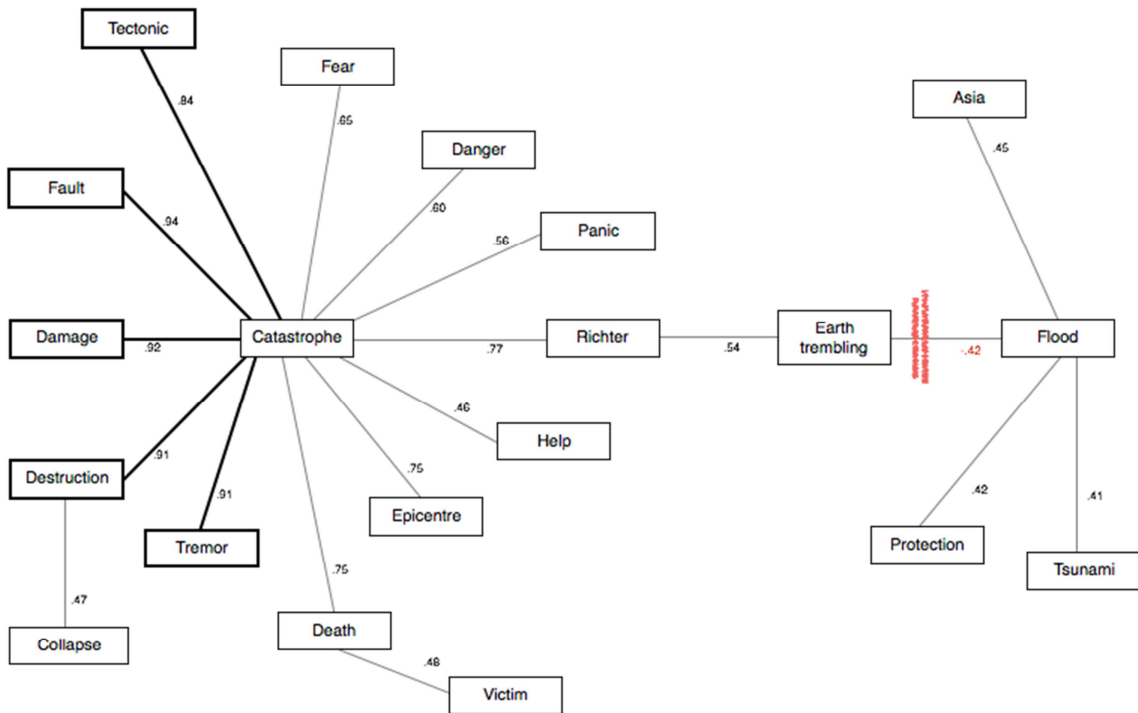 Tectonic
Fear
Asia
.84
.65
.45
Danger
Fault
.94
.60
Panic
.56
Damage
.92
Catastrophe
.77
Richter
.54
Earth
trembling
-.42
Flood
.46
Help
.91
.91
.75
Destruction
Epicentre
.42
.41
Tremor
Protection
Tsunami
.75
.47
Collapse
Death
.48
Victim